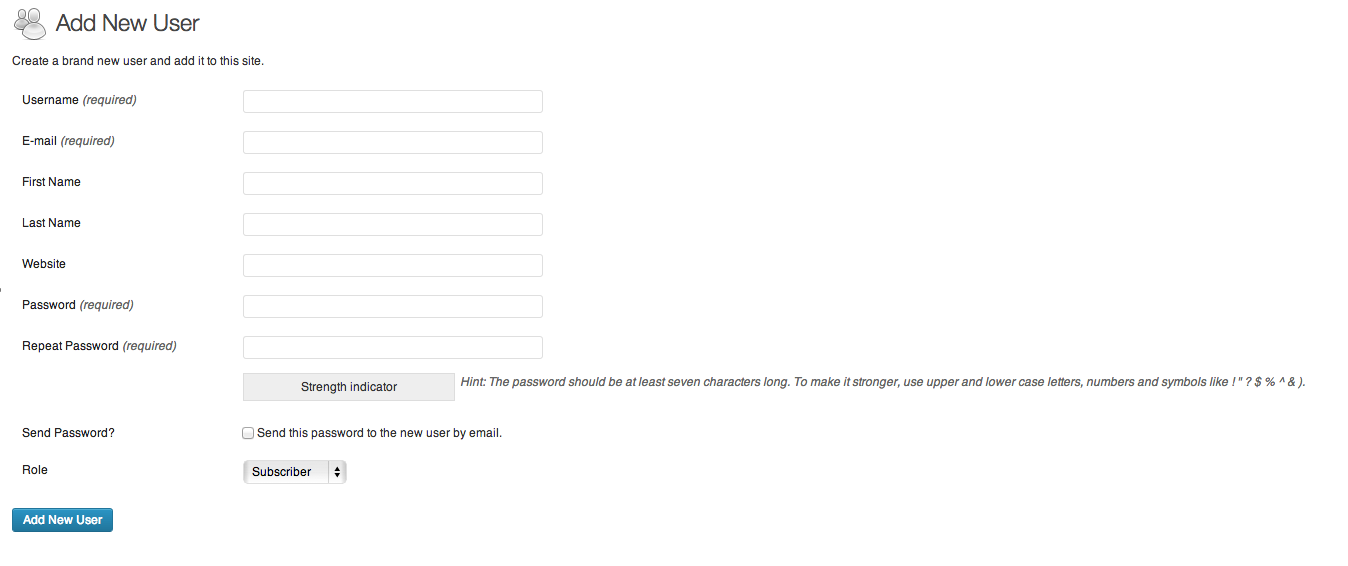 Add New User
Create a brand new user and add it to this site.
Username (required)
E-mail (required)
First Name
Last Name
Website
Password (required)
Repeat Password (required)
Strength indicator Hint: The password should be at least seven characters long. To make it stronger, use upper and lower case letters, numbers and symbols like ! " ? $ % ^ & ).
Send Password? Send this password to the new user by email.
Role Subscriber
Add New User